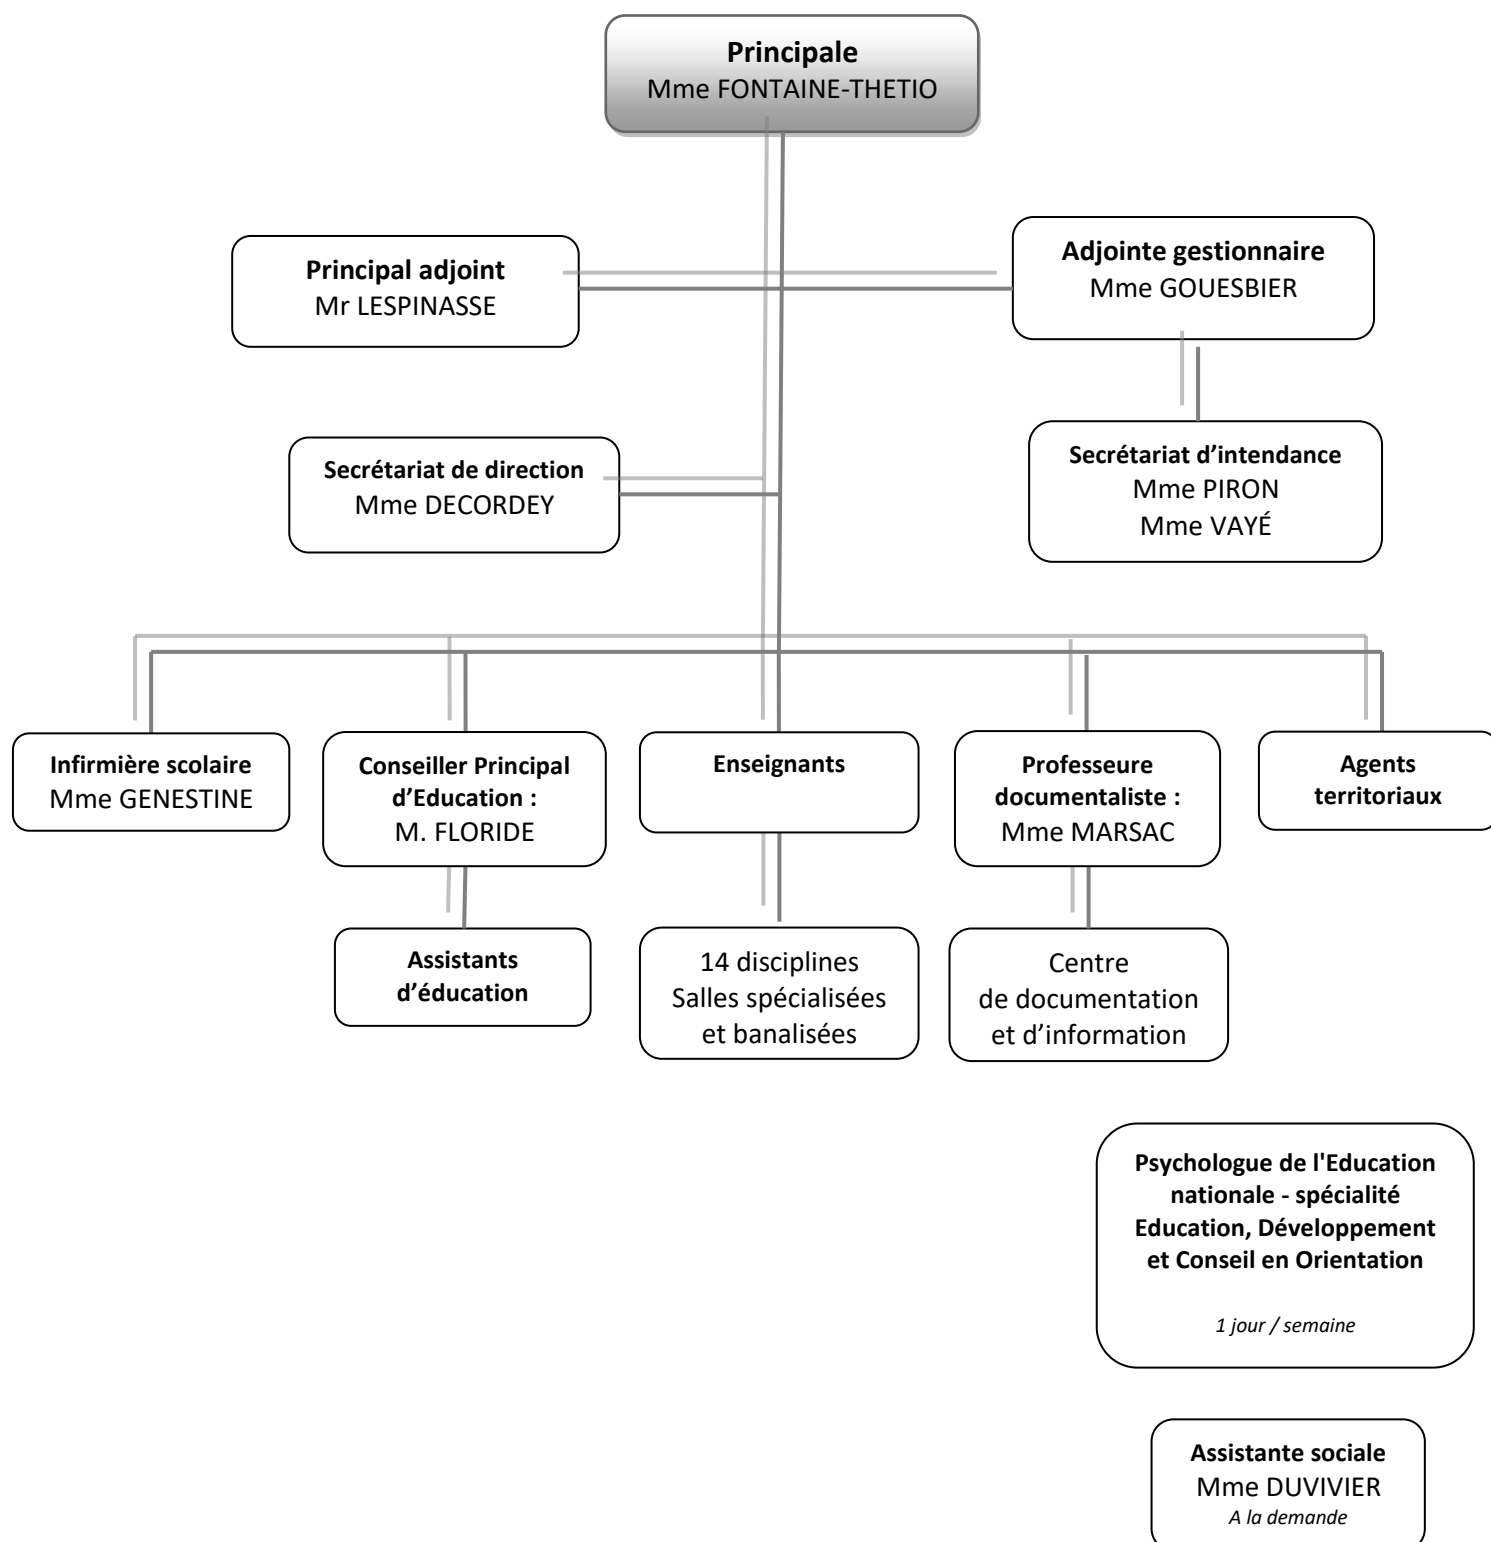 Principale
Mme FONTAINE-THETIO
Principal adjoint
Mr LESPINASSE
Adjointe gestionnaire
Mme GOUESBIER
Secrétariat de direction
Mme DECORDEY
Secrétariat d’intendance
Mme PIRON
Mme VAYÉ
Infirmière scolaire
Mme GENESTINE
Conseiller Principal
d’Education :
M. FLORIDE
Enseignants
Professeure
documentaliste :
Mme MARSAC
Agents
territoriaux
Assistants
d’éducation
14 disciplines
Salles spécialisées
et banalisées
Centre
de documentation
et d’information
Psychologue de l'Education
nationale - spécialité
Education, Développement
et Conseil en Orientation
1 jour / semaine
Assistante sociale
Mme DUVIVIER
A la demande